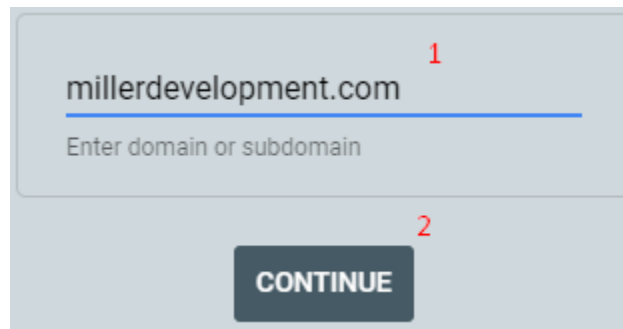 1
millerdevelopment.com
Enter domain or subdomain
2
CONTINUE